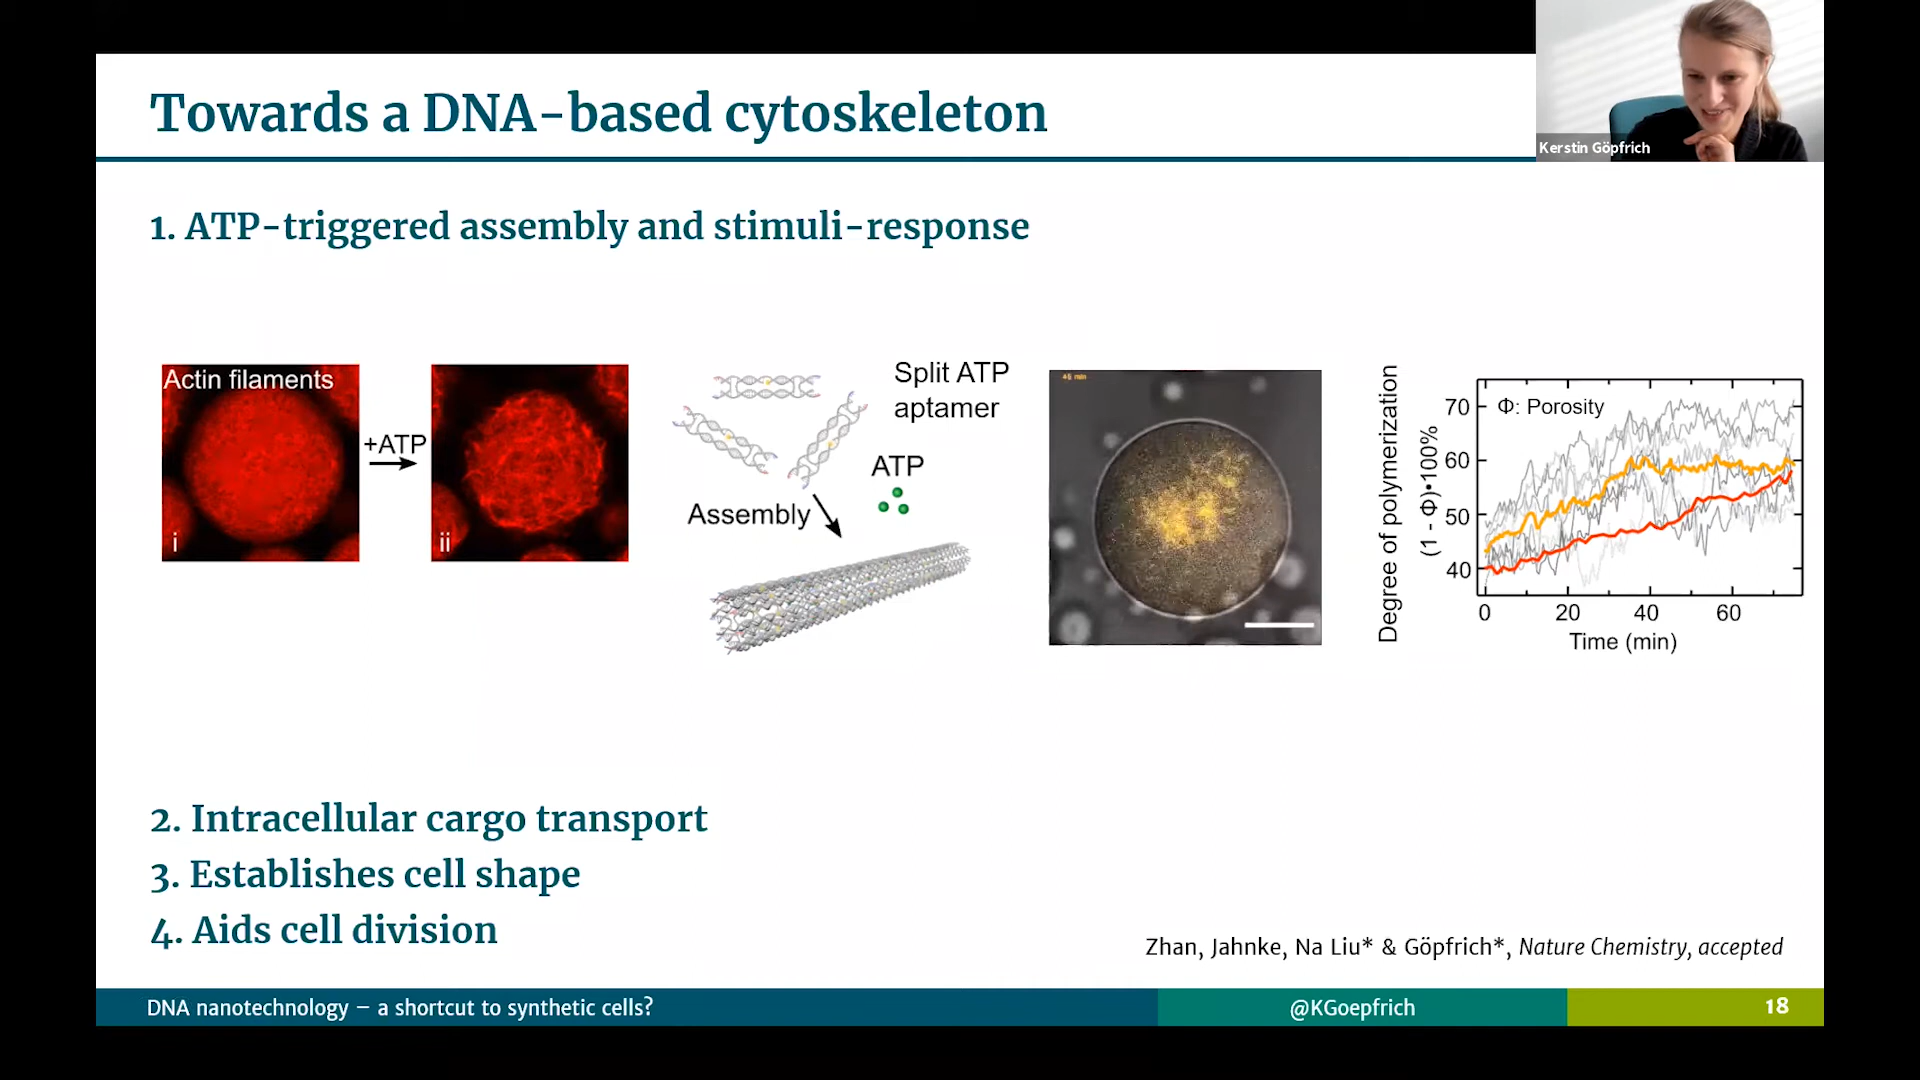 Towards a DNA-based cytoskeleton
Kerstin Göpfrich
1. ATP-triggered assembly and stimuli-response
Actin filaments
i
+ATP
ii
Split ATP
aptamer
ATP
Assembly
45 min
Degree of polymerization
(1 - Φ)•100%
Φ: Porosity
70
60
50
40
0 20 40 60
Time (min)
2. Intracellular cargo transport
3. Establishes cell shape
4. Aids cell division
Zhan, Jahnke, Na Liu* & Göpfrich*, Nature Chemistry, accepted
DNA nanotechnology – a shortcut to synthetic cells?
@KGoepfrich
18